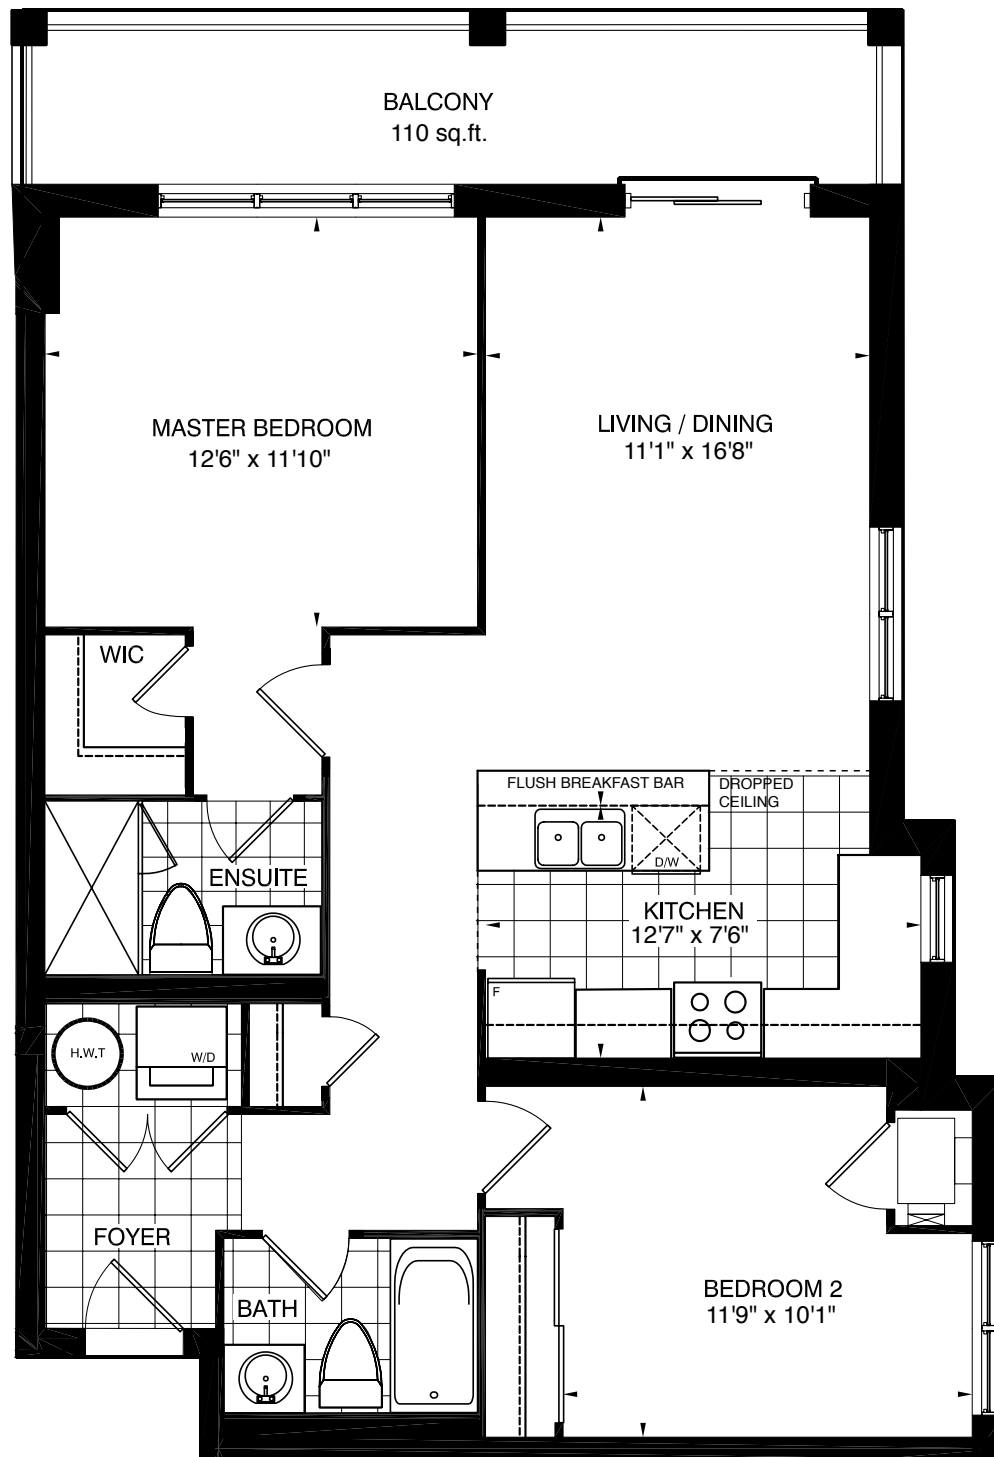 BALCONY
110 sq.ft.
MASTER BEDROOM
12'6" x 11'10"
LIVING / DINING
11'1" x 16'8"
WIC
FLUSH BREAKFAST BAR
DROPPED
CEILING
D/W
ENSUITE
KITCHEN
12'7" x 7'6"
F
H.W.T
W/D
FOYER
BATH
BEDROOM 2
11'9" x 10'1"